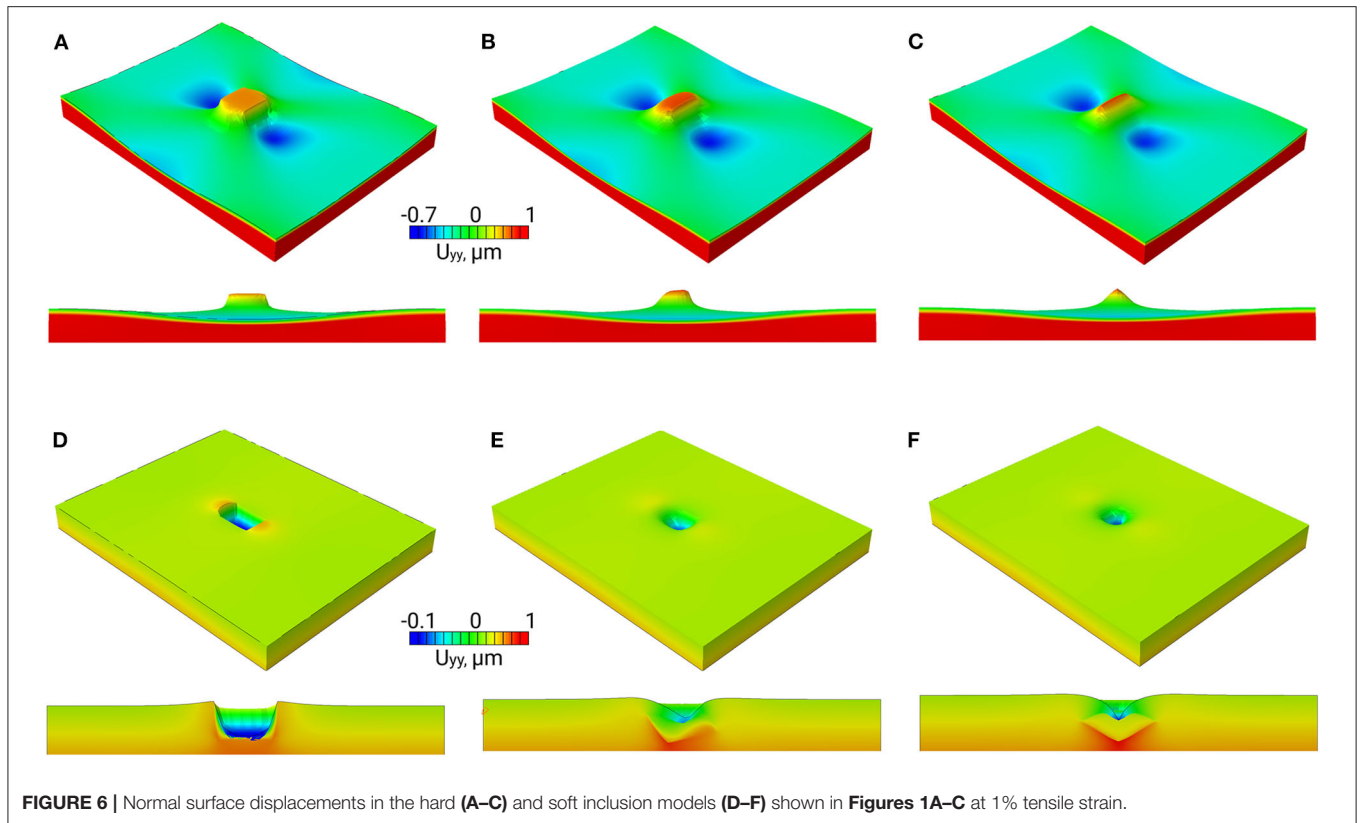 A
B
C
-0.7 0 1
Uyy, μm
D
E
F
-0.1 0 1
Uyy, μm
FIGURE 6 | Normal surface displacements in the hard (A–C) and soft inclusion models (D–F) shown in Figures 1A–C at 1% tensile strain.